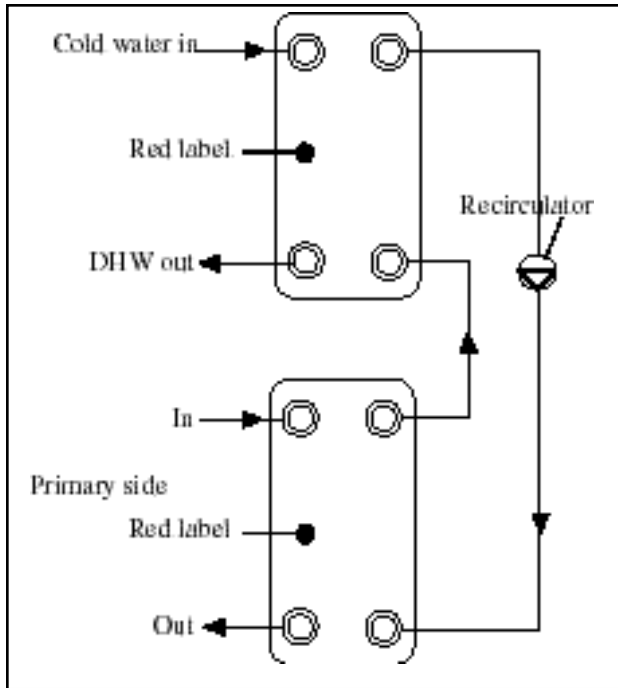 Cold water in
Red label
Recirculator
DHW out
In
Primary side
Red label
Out